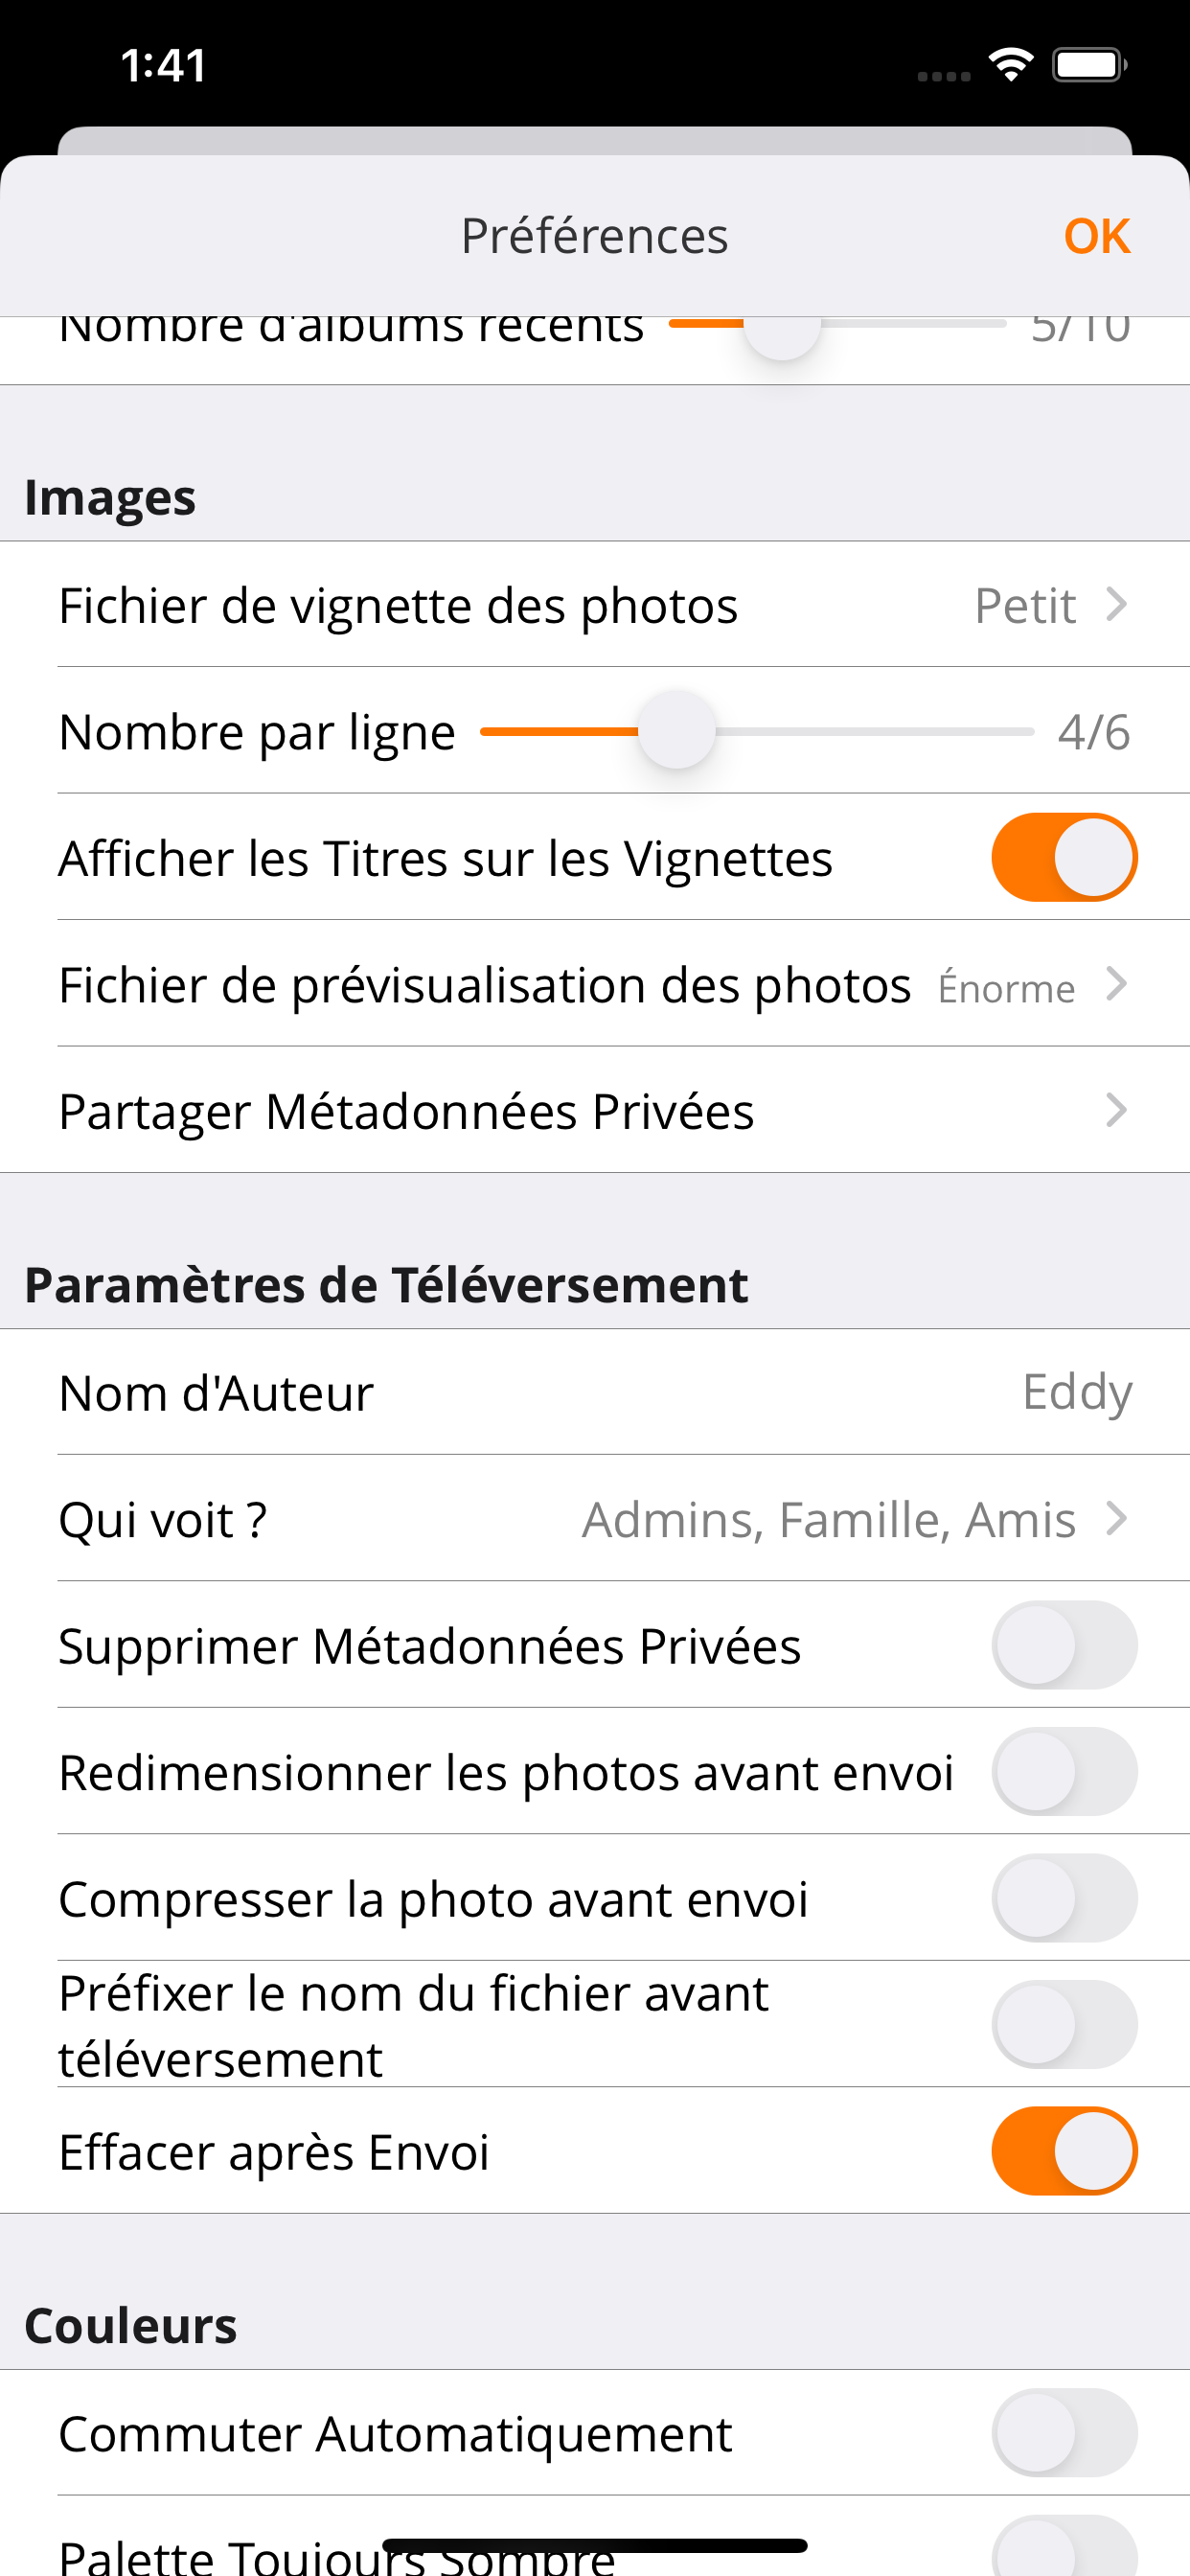 1:41
Préférences
OK
Nombre d'albums récents
5/10
Images
Fichier de vignette des photos
Petit
Nombre par ligne
4/6
Afficher les Titres sur les Vignettes
Fichier de prévisualisation des photos
Énorme
Partager Métadonnées Privées
Paramètres de Téléversement
Nom d'Auteur
Eddy
Qui voit ?
Admins, Famille, Amis
Supprimer Métadonnées Privées
Redimensionner les photos avant envoi
Compresser la photo avant envoi
Préfixer le nom du fichier avant
téléversement
Effacer après Envoi
Couleurs
Commuter Automatiquement
Palette Toujours Sombre